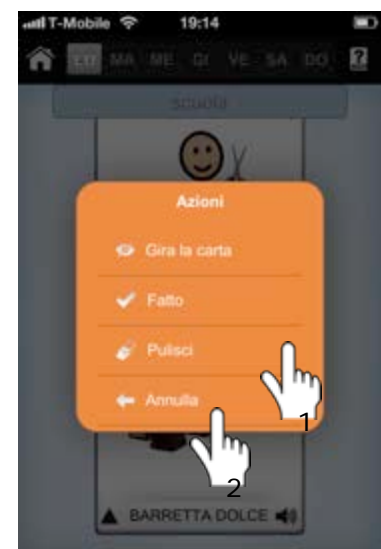 T-Mobile 19:14
LU MA ME GI VE SA DO ?
scuola
Azioni
Gira la carta
Fatto
Pulisci
Annulla
1
2
BARRETTA DOLCE